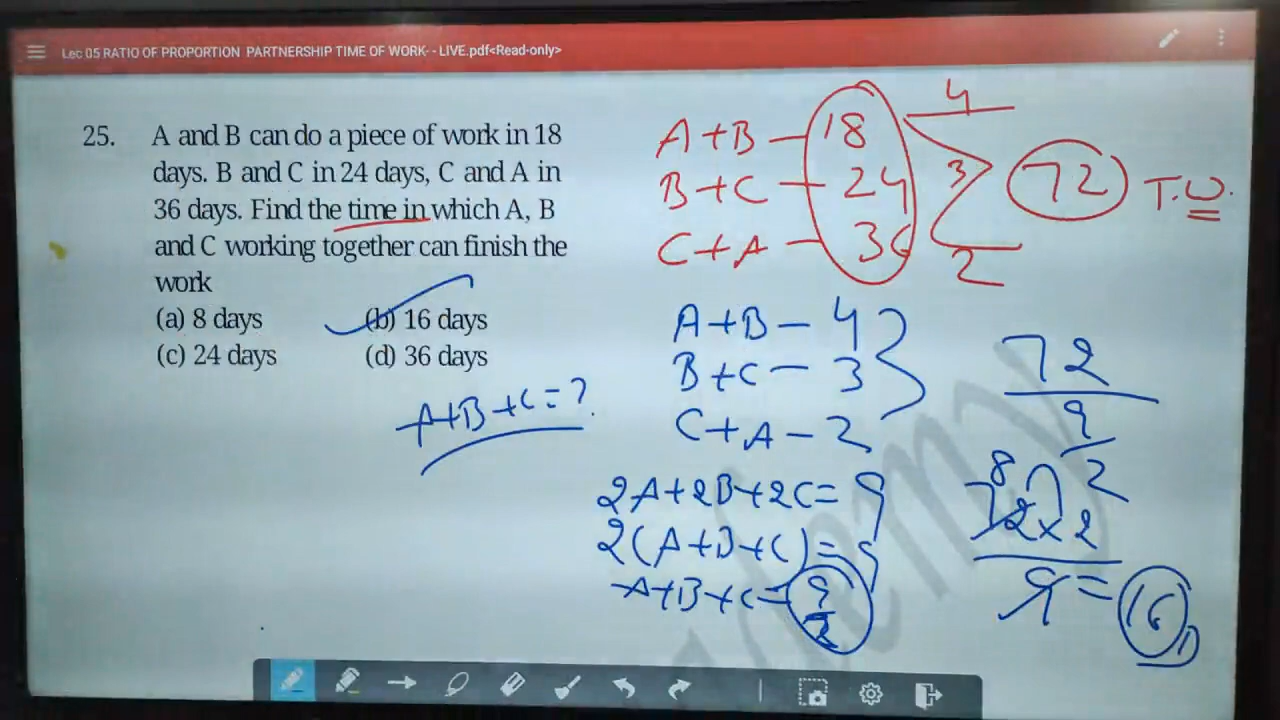 Lec 05 RATIO OF PROPORTION PARTNERSHIP TIME OF WORK- - LIVE.pdf<Read-only>
25. A and B can do a piece of work in 18
days. B and C in 24 days, C and A in
36 days. Find the time in which A, B
and C working together can finish the
work
(a) 8 days (b) 16 days
(c) 24 days (d) 36 days
A+B+C=?
A+B - 18 4
B+C - 24 3 72 T.W.
C+A - 36 2
A+B - 4
B+C - 3
C+A - 2
2A+2B+2C=9
2(A+B+C)=9
A+B+C=9/2
72
9
2
8
72×2
9 = 16